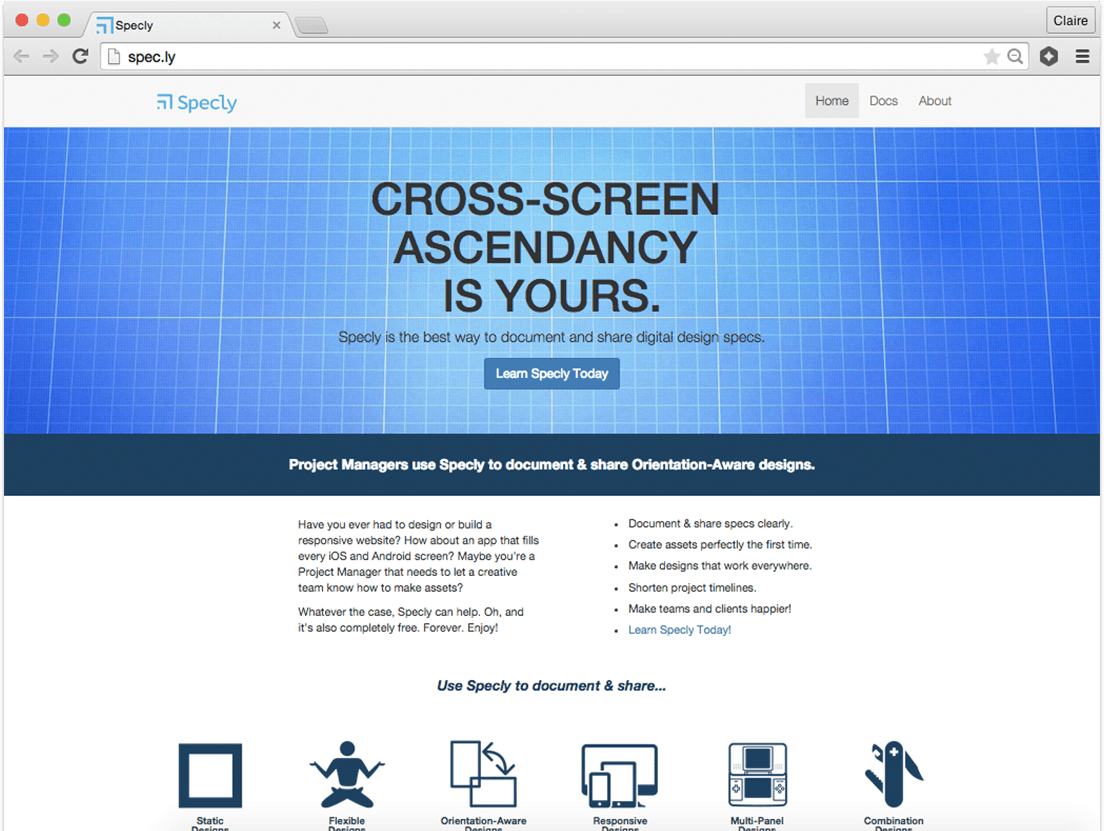 Specly
Claire
spec.ly
Specly
Home
Docs
About
CROSS-SCREEN
ASCENDANCY
IS YOURS.
Specly is the best way to document and share digital design specs.
Learn Specly Today
Project Managers use Specly to document & share Orientation-Aware designs.
Have you ever had to design or build a
responsive website? How about an app that fills
every iOS and Android screen? Maybe you're a
Project Manager that needs to let a creative
team know how to make assets?
Whatever the case, Specly can help. Oh, and
it's also completely free. Forever. Enjoy!
• Document & share specs clearly.
• Create assets perfectly the first time.
• Make designs that work everywhere.
• Shorten project timelines.
• Make teams and clients happier!
• Learn Specly Today!
Use Specly to document & share...
Static
Designs
Flexible
Designs
Orientation-Aware
Designs
Responsive
Designs
Multi-Panel
Designs
Combination
Designs